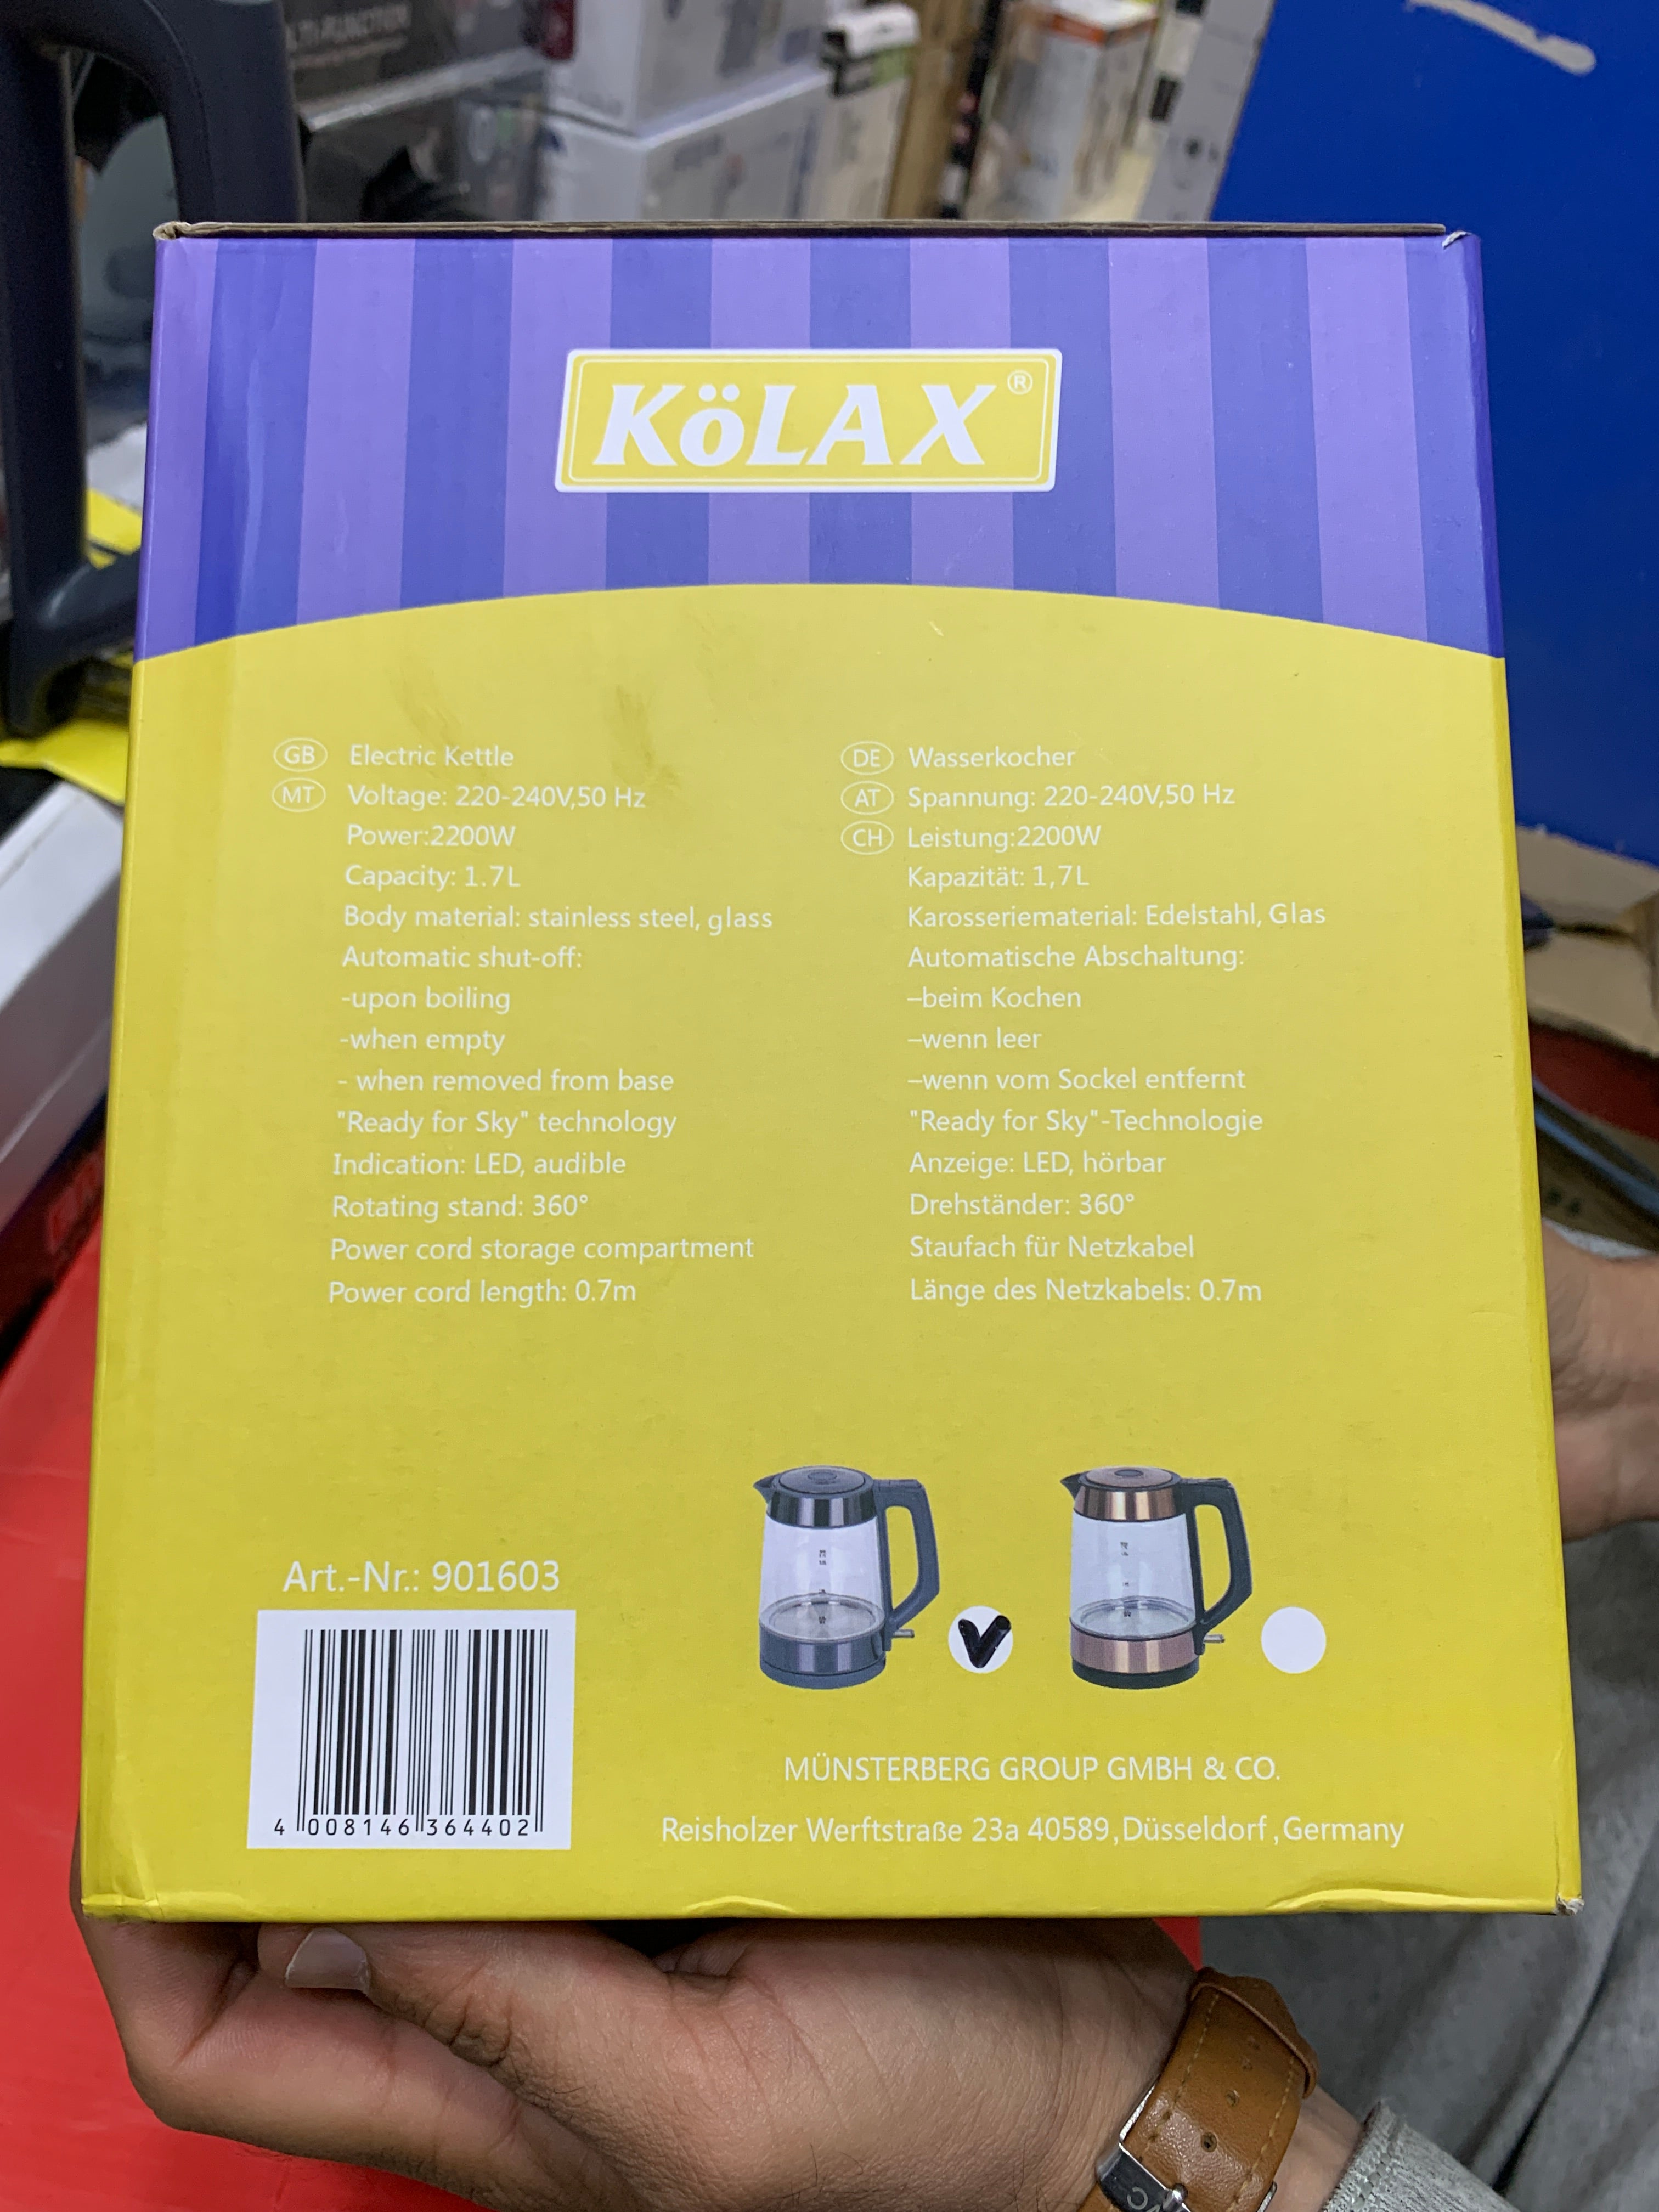 LTI-FUNCTION
KöLAX®
GB Electric Kettle
MT Voltage: 220-240V,50 Hz
Power:2200W
Capacity: 1.7L
Body material: stainless steel, glass
Automatic shut-off:
-upon boiling
-when empty
- when removed from base
"Ready for Sky" technology
Indication: LED, audible
Rotating stand: 360°
Power cord storage compartment
Power cord length: 0.7m
DE Wasserkocher
AT Spannung: 220-240V,50 Hz
CH Leistung:2200W
Kapazität: 1,7L
Karosseriematerial: Edelstahl, Glas
Automatische Abschaltung:
–beim Kochen
–wenn leer
–wenn vom Sockel entfernt
"Ready for Sky"-Technologie
Anzeige: LED, hörbar
Drehständer: 360°
Staufach für Netzkabel
Länge des Netzkabels: 0.7m
Art.-Nr.: 901603
4 008146 364402
MÜNSTERBERG GROUP GMBH & CO.
Reisholzer Werftstraße 23a 40589,Düsseldorf ,Germany